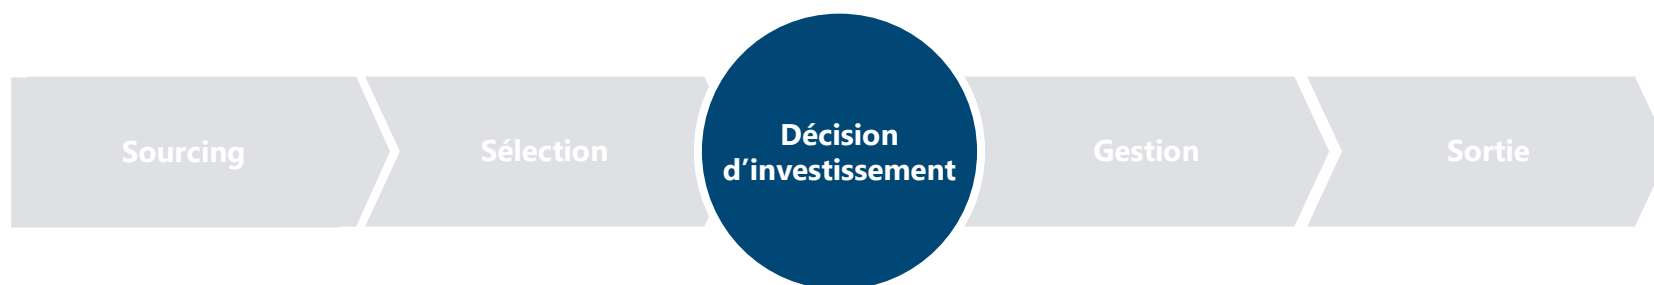 Sourcing
Sélection
Décision
d’investissement
Gestion
Sortie